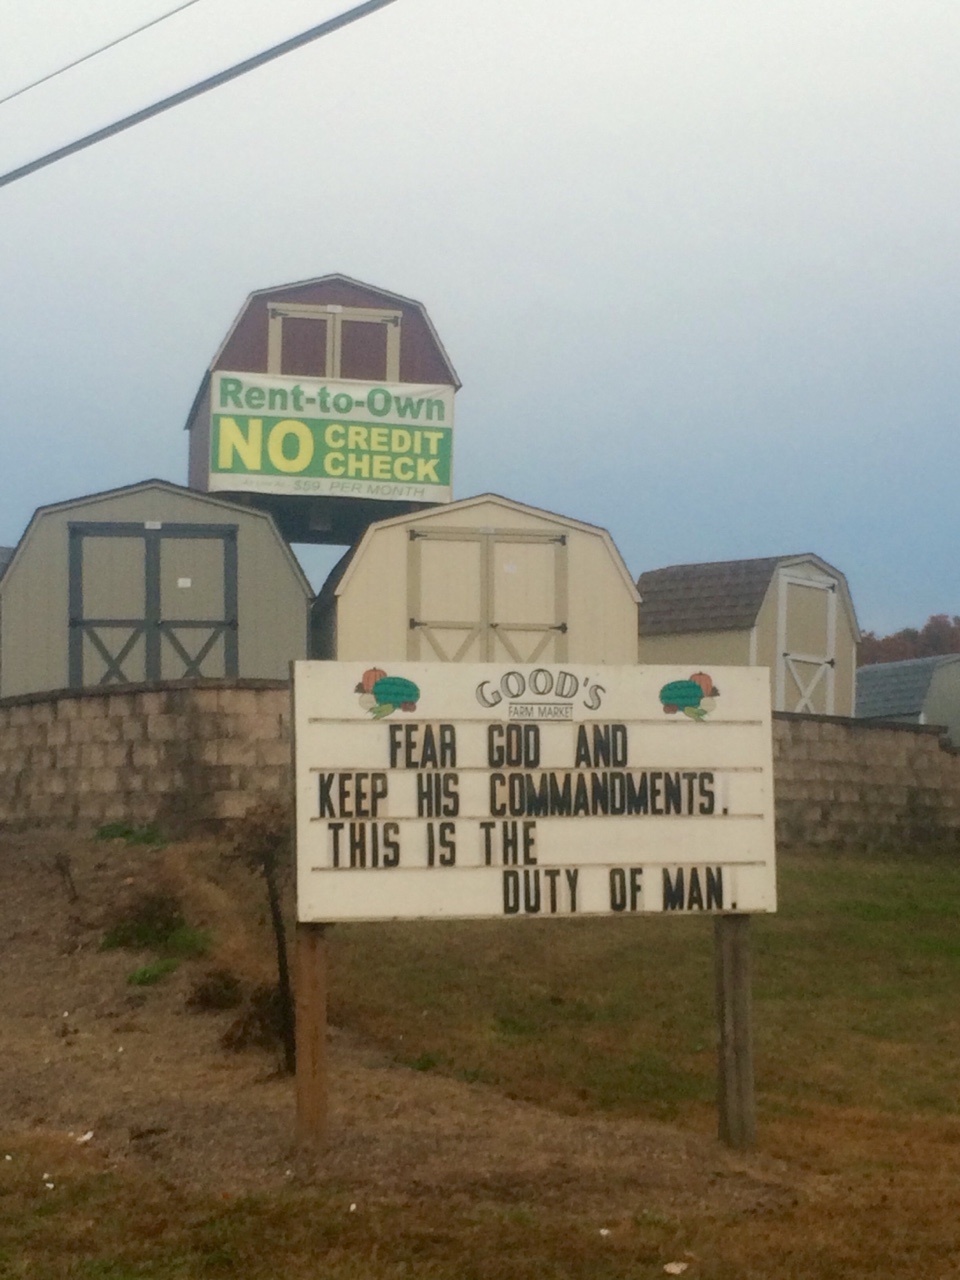 Rent-to-Own
NO CREDIT
CHECK
$59 PER MONTH
GOOD'S
FARM MARKET
FEAR GOD AND
KEEP HIS COMMANDMENTS.
THIS IS THE
DUTY OF MAN.